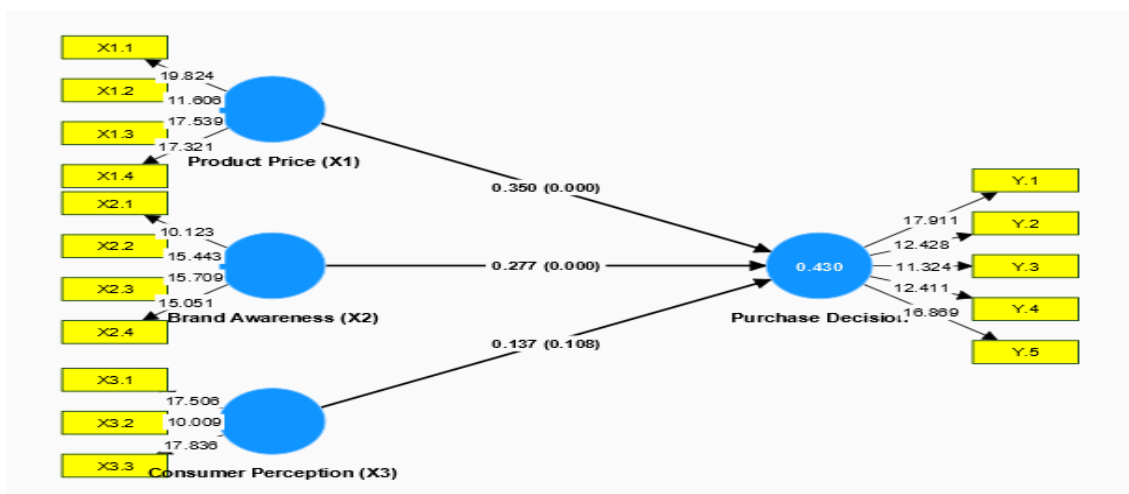 X1.1
19.824
X1.2
11.606
X1.3
17.539
17.321
Product Price (X1)
X1.4
X2.1
10.123
X2.2
15.443
X2.3
15.709
15.051
Brand Awareness (X2)
X2.4
X3.1
17.506
X3.2
10.009
17.836
X3.3
Consumer Perception (X3)
0.350 (0.000)
0.277 (0.000)
0.137 (0.108)
0.430
Purchase Decision
Y.1
17.911
Y.2
12.428
Y.3
11.324
12.411
Y.4
16.869
Y.5